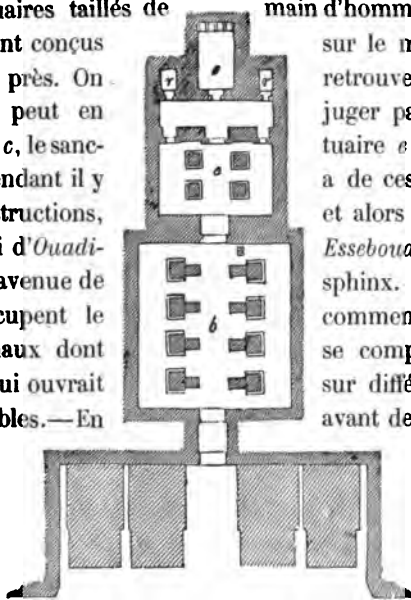 uaires taillés de main d'homm
nt conçus sur le m
près. On retrouve
peut en juger pa
c, le sanc- tuaire e
ndant il y a de ces
structions, et alors
i d'Ouadi- Esseboua
avenue de sphinx.
cupent le commen
aux dont se comp
ui ouvrait sur diffé
bles.—En avant de
e
r r
c
b